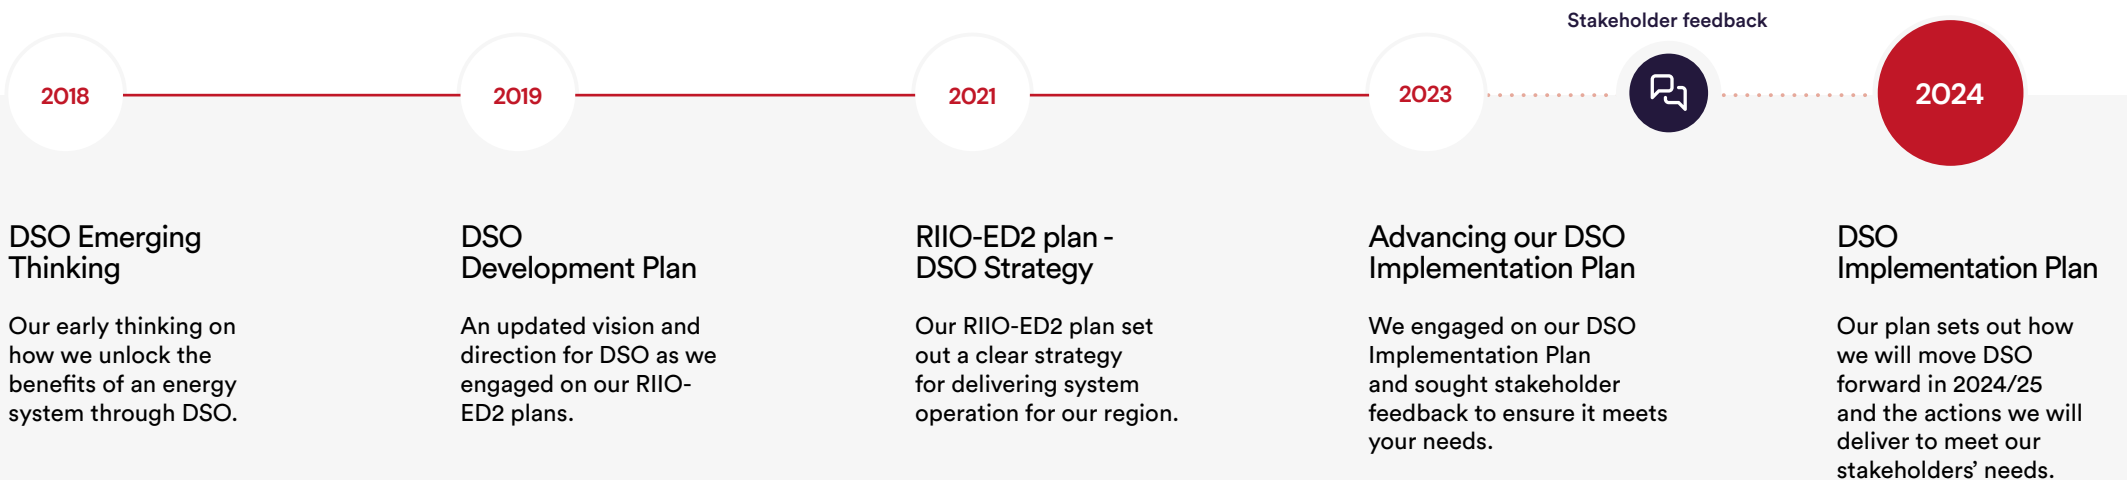 Stakeholder feedback
2018
2019
2021
2023
2024
DSO Emerging
Thinking
Our early thinking on
how we unlock the
benefits of an energy
system through DSO.
DSO
Development Plan
An updated vision and
direction for DSO as we
engaged on our RIIO-
ED2 plans.
RIIO-ED2 plan -
DSO Strategy
Our RIIO-ED2 plan set
out a clear strategy
for delivering system
operation for our region.
Advancing our DSO
Implementation Plan
We engaged on our DSO
Implementation Plan
and sought stakeholder
feedback to ensure it meets
your needs.
DSO
Implementation Plan
Our plan sets out how
we will move DSO
forward in 2024/25
and the actions we will
deliver to meet our
stakeholders’ needs.